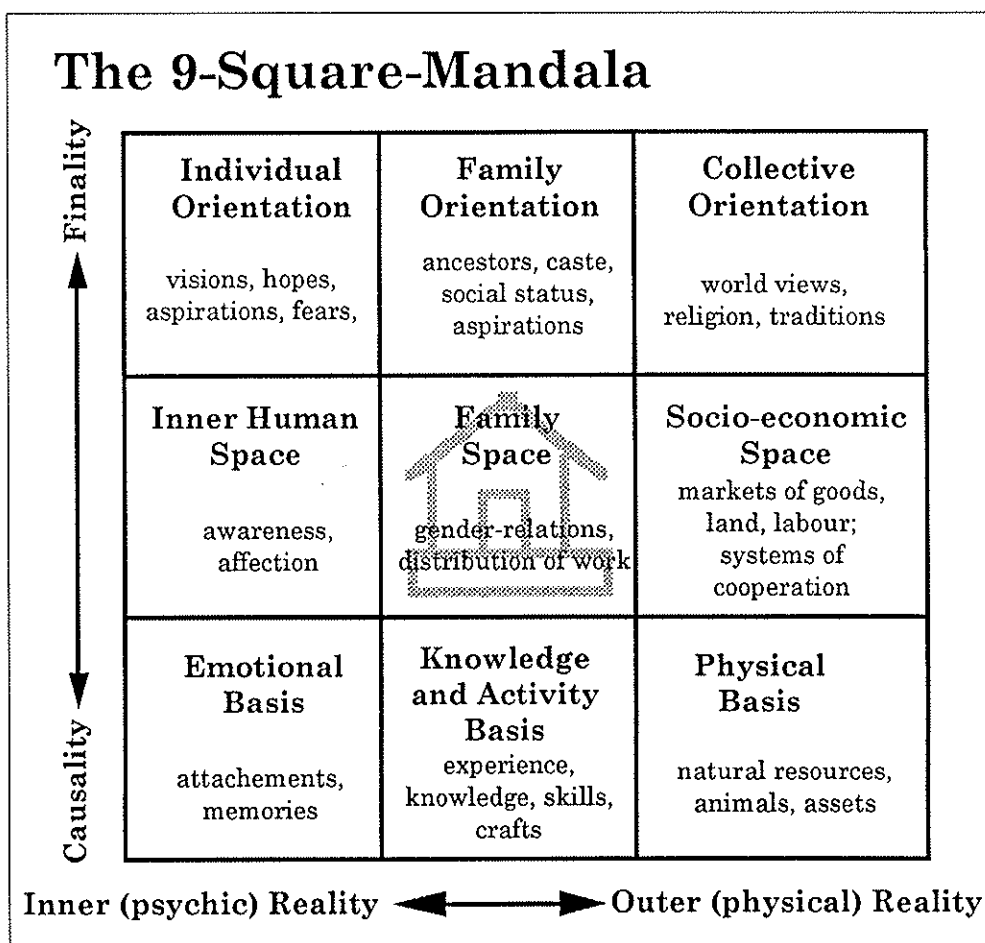 The 9-Square-Mandala
Finality
Individual
Orientation
visions, hopes,
aspirations, fears,
Family
Orientation
ancestors, caste,
social status,
aspirations
Collective
Orientation
world views,
religion, traditions
Inner Human
Space
awareness,
affection
Family
Space
gender-relations,
distribution of work
Socio-economic
Space
markets of goods,
land, labour;
systems of
cooperation
Causality
Emotional
Basis
attachements,
memories
Knowledge
and Activity
Basis
experience,
knowledge, skills,
crafts
Physical
Basis
natural resources,
animals, assets
Inner (psychic) Reality
Outer (physical) Reality